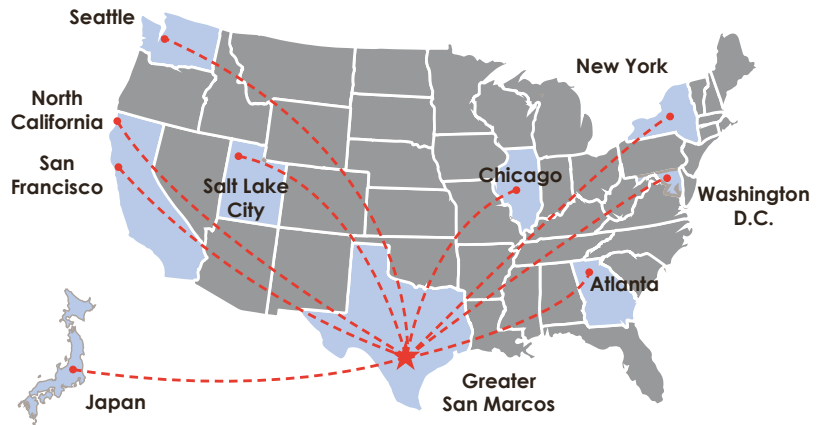 Seattle
New York
North
California
San
Francisco
Salt Lake
City
Chicago
Washington
D.C.
Atlanta
Greater
San Marcos
Japan